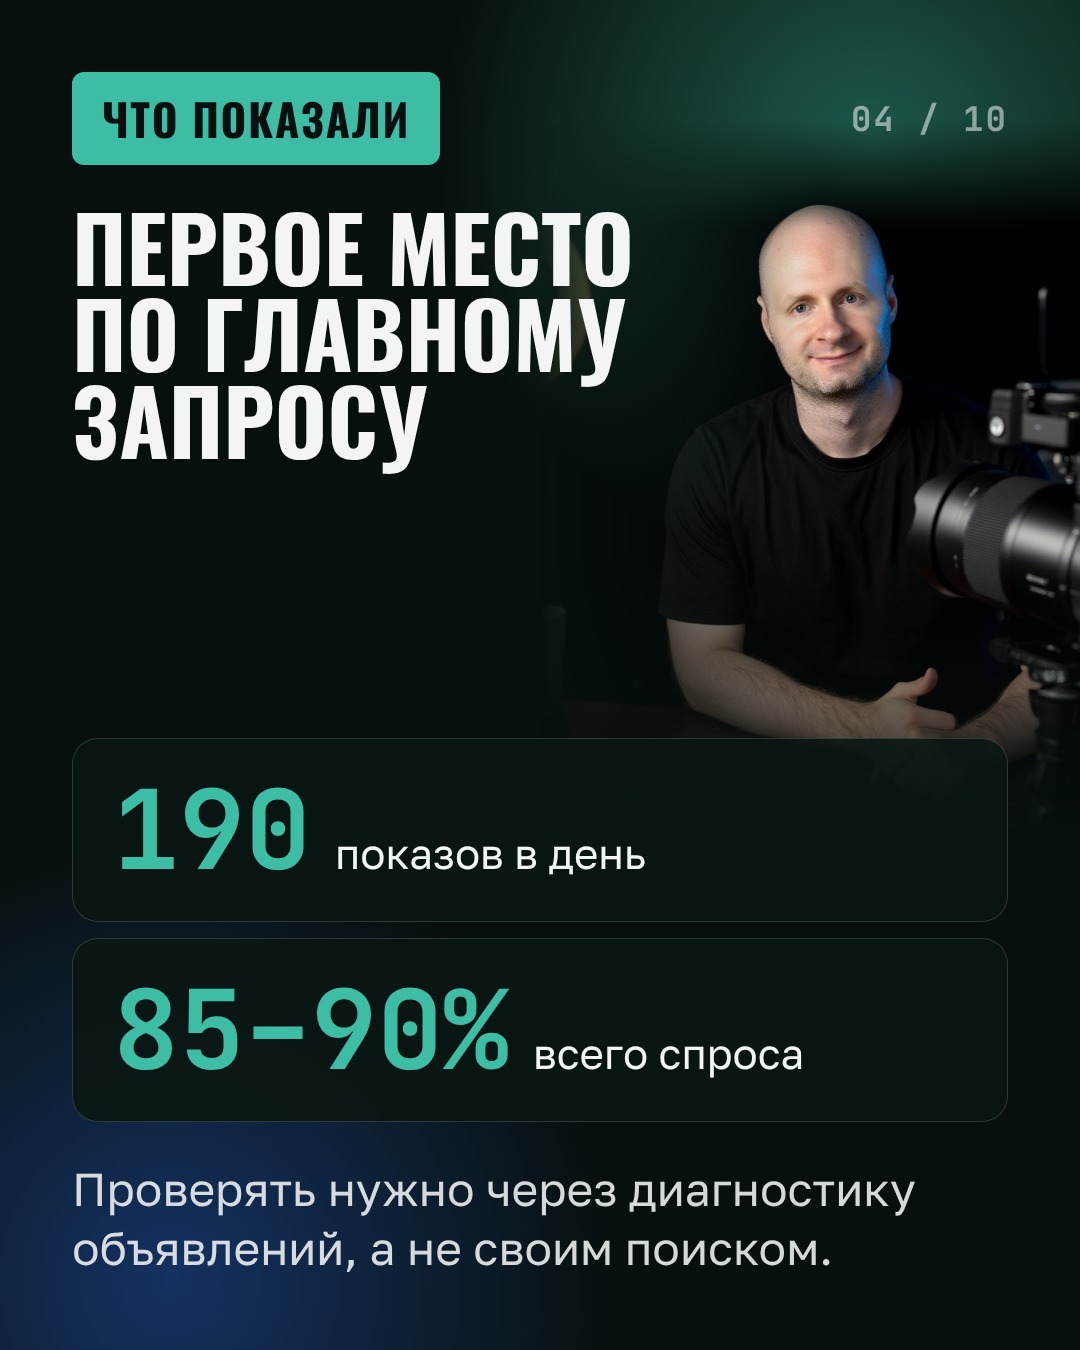 ЧТО ПОКАЗАЛИ
04 / 10
ПЕРВОЕ МЕСТО
ПО ГЛАВНОМУ
ЗАПРОСУ
190 показов в день
85–90% всего спроса
Проверять нужно через диагностику
объявлений, а не своим поиском.